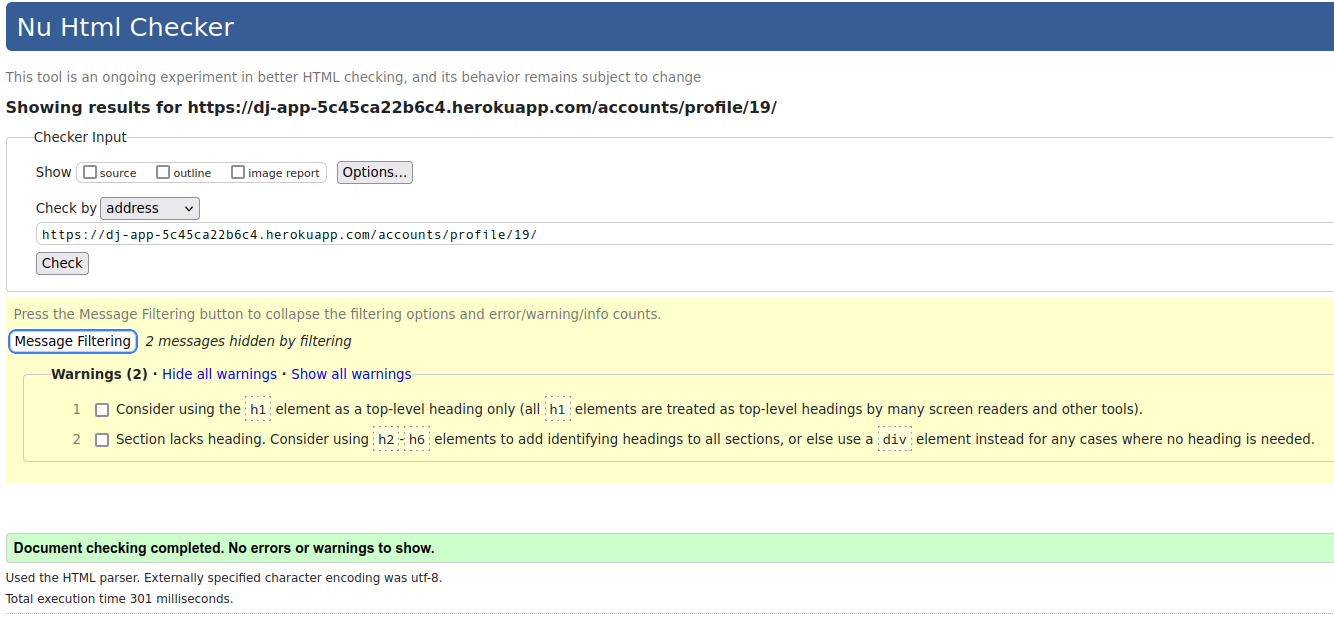 Nu Html Checker
This tool is an ongoing experiment in better HTML checking, and its behavior remains subject to change
Showing results for https://dj-app-5c45ca22b6c4.herokuapp.com/accounts/profile/19/
Checker Input
Show source outline image report Options...
Check by address
https://dj-app-5c45ca22b6c4.herokuapp.com/accounts/profile/19/
Check
Press the Message Filtering button to collapse the filtering options and error/warning/info counts.
Message Filtering 2 messages hidden by filtering
Warnings (2) · Hide all warnings · Show all warnings
1 Consider using the h1 element as a top-level heading only (all h1 elements are treated as top-level headings by many screen readers and other tools).
2 Section lacks heading. Consider using h2-h6 elements to add identifying headings to all sections, or else use a div element instead for any cases where no heading is needed.
Document checking completed. No errors or warnings to show.
Used the HTML parser. Externally specified character encoding was utf-8.
Total execution time 301 milliseconds.